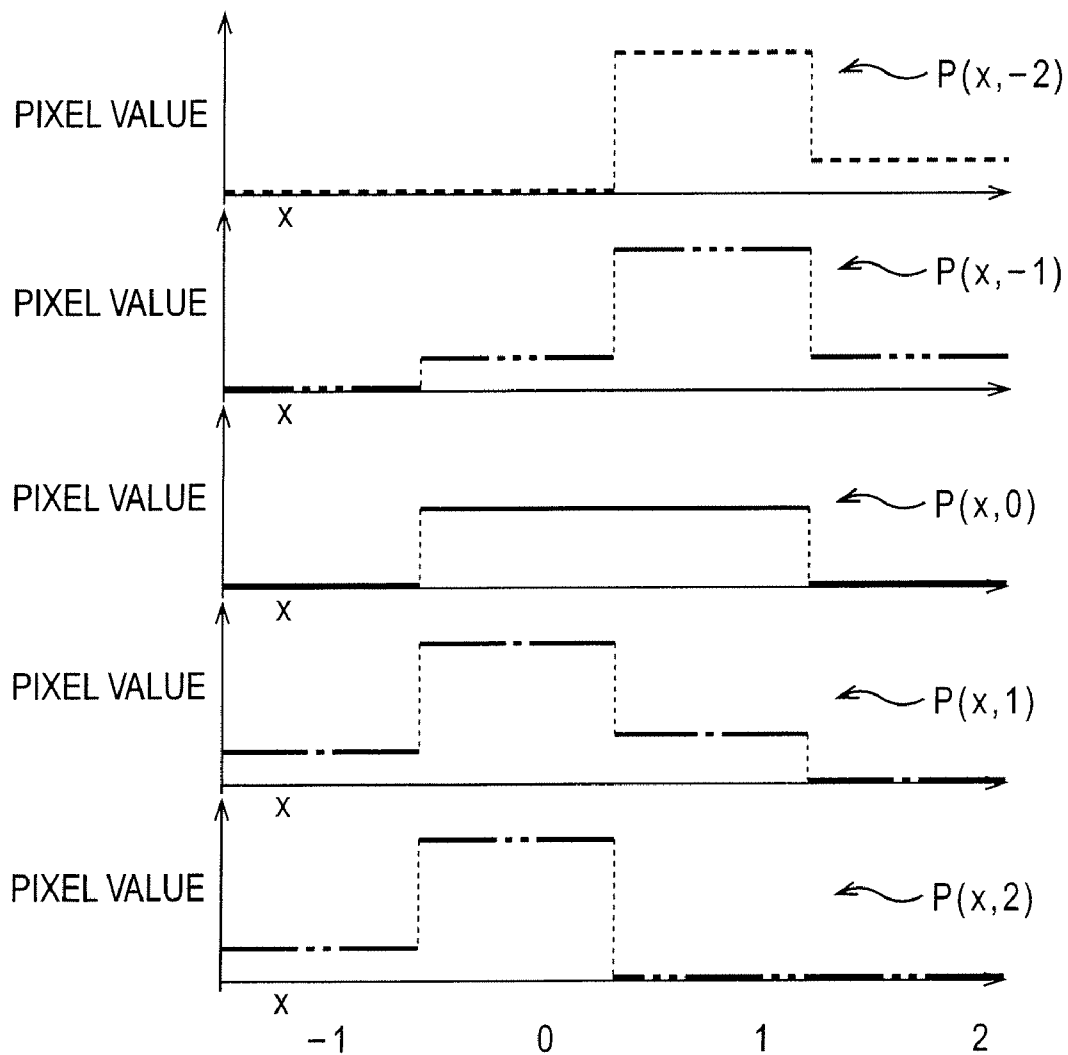 PIXEL VALUE
P(x,−2)
X
PIXEL VALUE
P(x,−1)
X
PIXEL VALUE
P(x,0)
X
PIXEL VALUE
P(x,1)
X
PIXEL VALUE
P(x,2)
X
−1 0 1 2